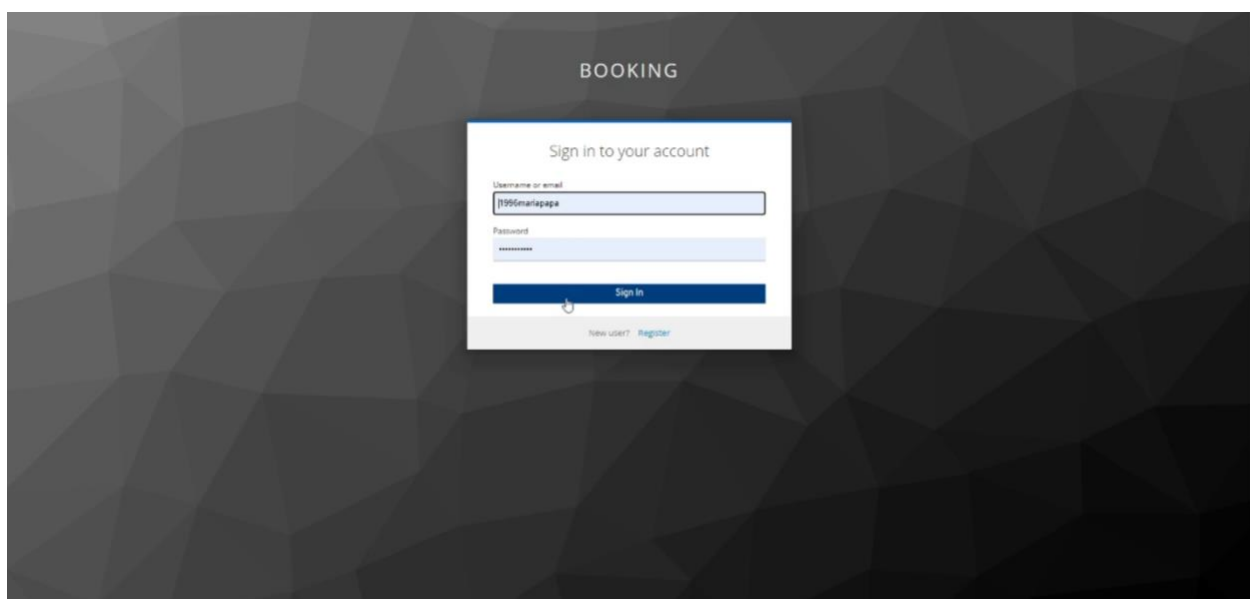 BOOKING
Sign in to your account
Username or email
1996mariapapa
Password
•••••••••••
Sign In
New user? Register